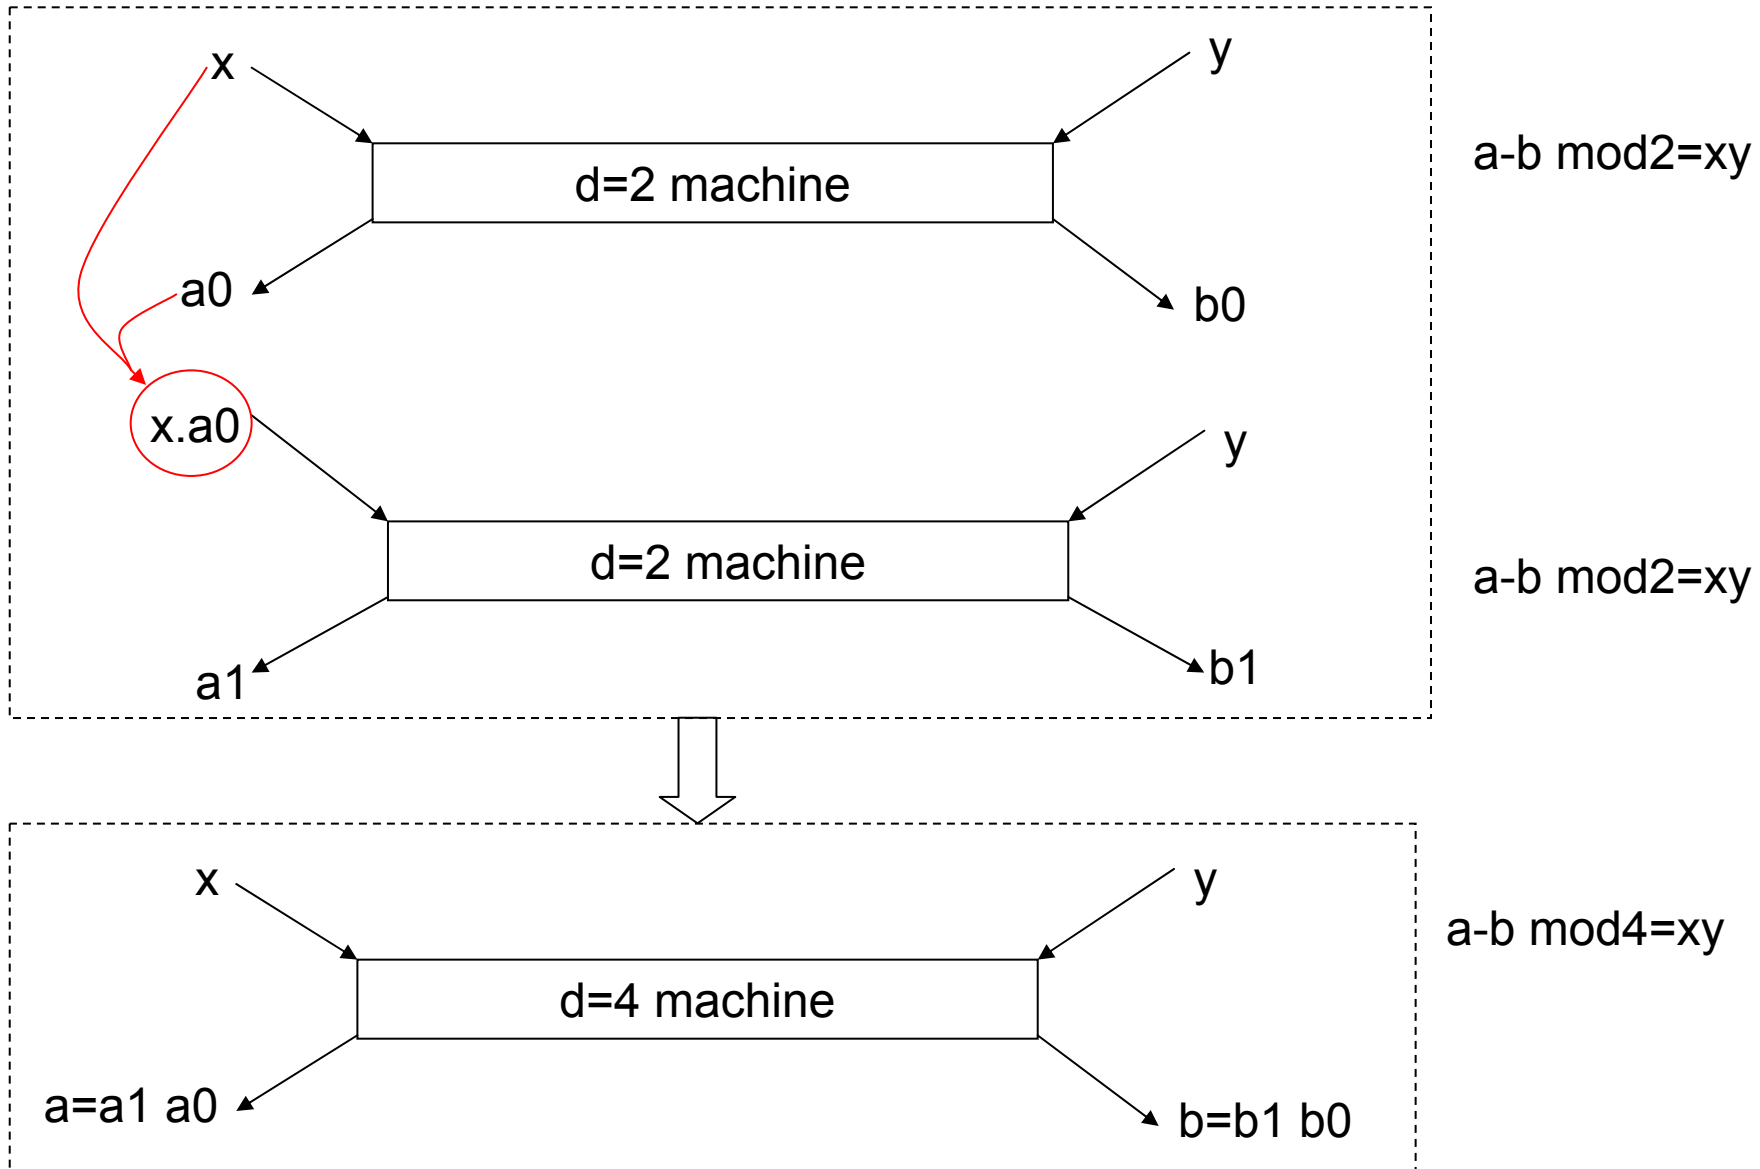 x
y
a-b mod2=xy
d=2 machine
a0
b0
x.a0
y
d=2 machine
a-b mod2=xy
a1
b1
x
y
a-b mod4=xy
d=4 machine
a=a1 a0
b=b1 b0